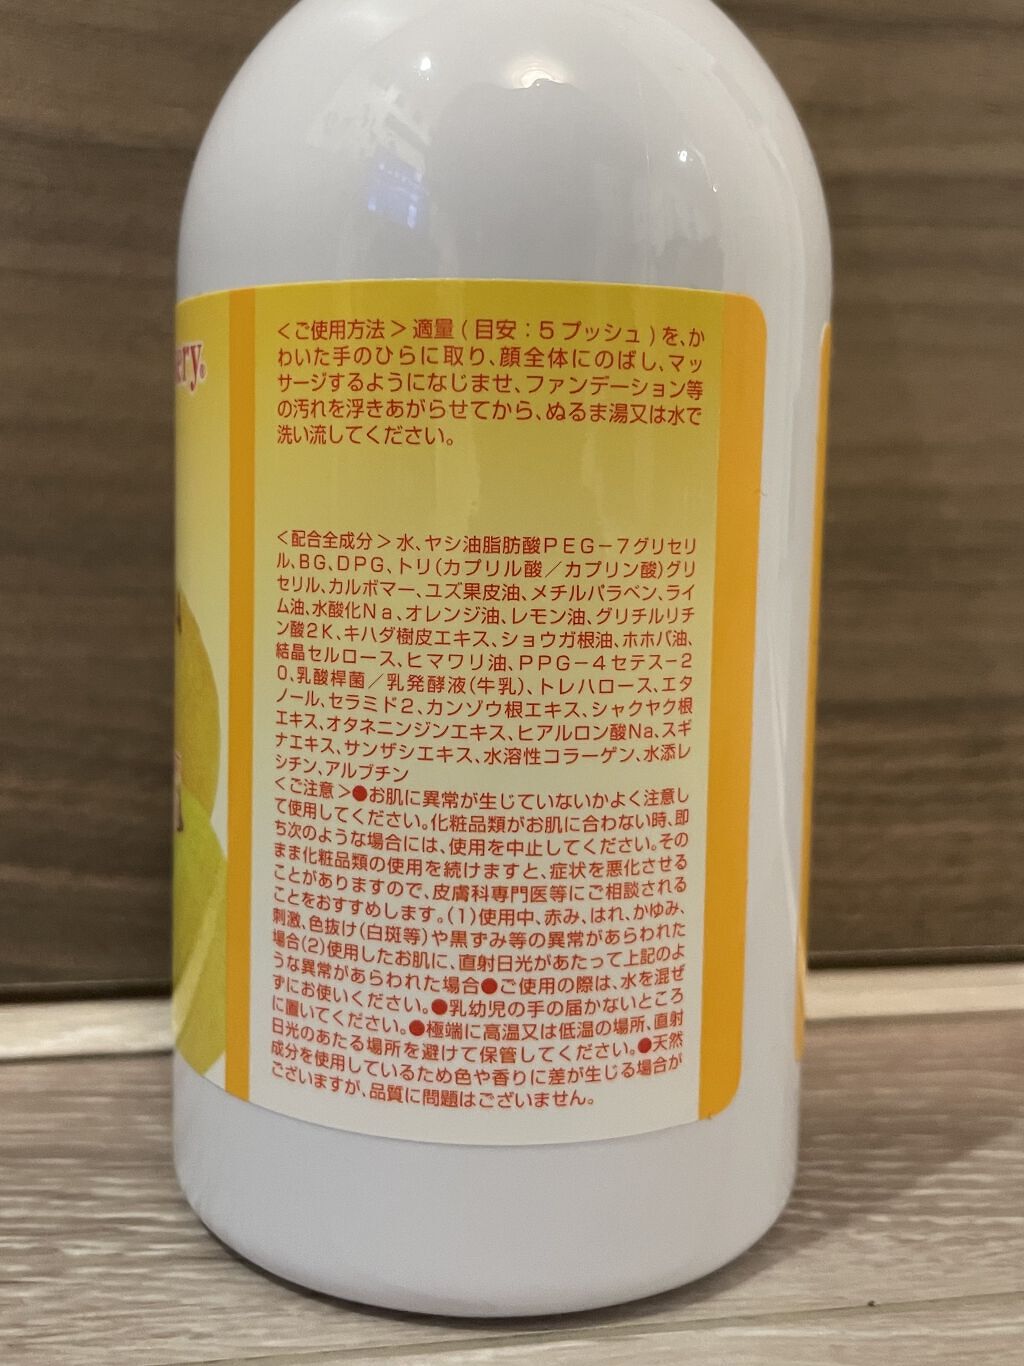 ery®
＜ご使用方法＞適量(目安:5プッシュ)を、か
わいた手のひらに取り、顔全体にのばし、マッ
サージするようになじませ、ファンデーション等
の汚れを浮きあがらせてから、ぬるま湯又は水で
洗い流してください。
＜配合全成分＞水、ヤシ油脂肪酸PEG－7グリセリ
ル、BG、DPG、トリ(カプリル酸／カプリン酸)グリ
セリル、カルボマー、ユズ果皮油、メチルパラベン、ライ
ム油、水酸化Na、オレンジ油、レモン油、グリチルリチ
ン酸2K、キハダ樹皮エキス、ショウガ根油、ホホバ油、
結晶セルロース、ヒマワリ油、PPG－4セテス－2
0、乳酸桿菌／乳発酵液(牛乳)、トレハロース、エタ
ノール、セラミド2、カンゾウ根エキス、シャクヤク根
エキス、オタネニンジンエキス、ヒアルロン酸Na、スギ
ナエキス、サンザシエキス、水溶性コラーゲン、水添レ
シチン、アルブチン
＜ご注意＞●お肌に異常が生じていないかよく注意し
て使用してください。化粧品類がお肌に合わない時、即
ち次のような場合には、使用を中止してください。その
まま化粧品類の使用を続けますと、症状を悪化させる
ことがありますので、皮膚科専門医等にご相談される
ことをおすすめします。(1)使用中、赤み、はれ、かゆみ、
刺激、色抜け(白斑等)や黒ずみ等の異常があらわれた
場合(2)使用したお肌に、直射日光があたって上記のよ
うな異常があらわれた場合●ご使用の際は、水を混ぜ
ずにお使いください。●乳幼児の手の届かないところ
に置いてください。●極端に高温又は低温の場所、直射
日光のあたる場所を避けて保管してください。●天然
成分を使用しているため色や香りに差が生じる場合が
ございますが、品質に問題はございません。